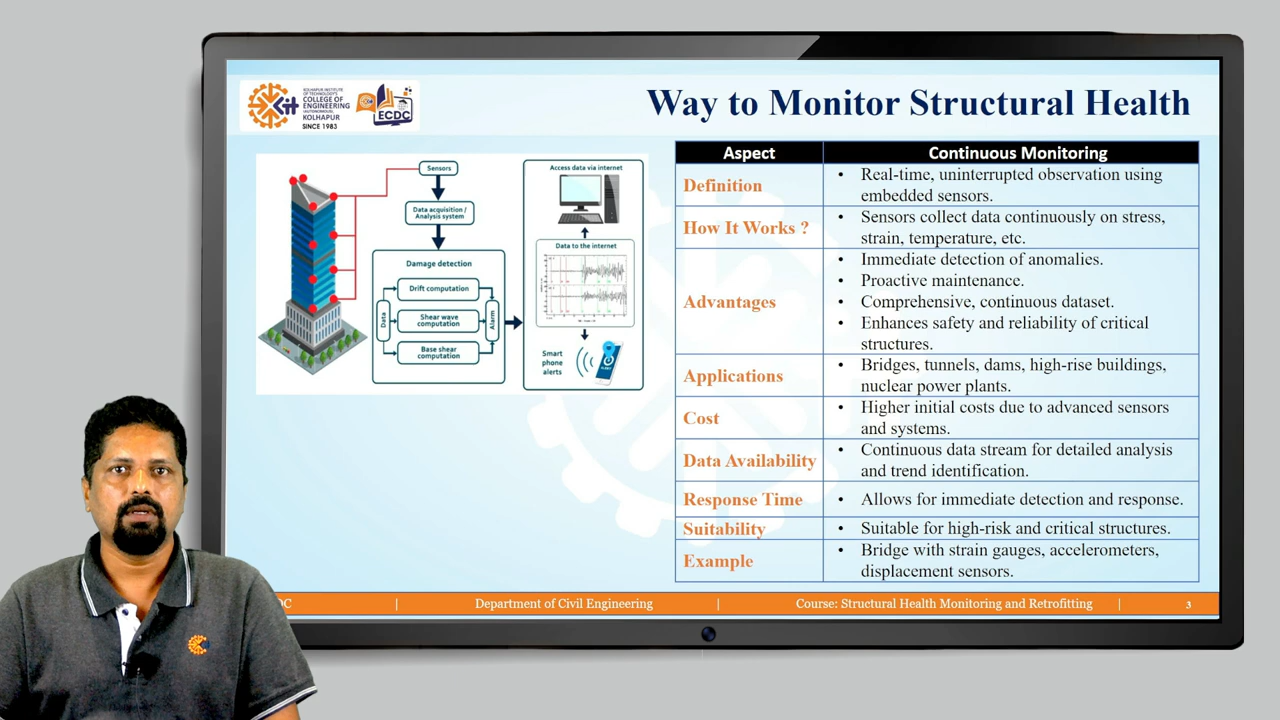 KOLHAPUR INSTITUTE
OF TECHNOLOGY'S
COLLEGE OF
ENGINEERING
(AUTONOMOUS),
KOLHAPUR
SINCE 1983
ECDC
Way to Monitor Structural Health
Sensors
Data acquisition /
Analysis system
Damage detection
Data
Drift computation
Shear wave
computation
Base shear
computation
Alarm
Access data via internet
Data to the internet
Smart
phone
alerts
Aspect
Continuous Monitoring
Definition
• Real-time, uninterrupted observation using
embedded sensors.
How It Works ?
• Sensors collect data continuously on stress,
strain, temperature, etc.
Advantages
• Immediate detection of anomalies.
• Proactive maintenance.
• Comprehensive, continuous dataset.
• Enhances safety and reliability of critical
structures.
Applications
• Bridges, tunnels, dams, high-rise buildings,
nuclear power plants.
Cost
• Higher initial costs due to advanced sensors
and systems.
Data Availability
• Continuous data stream for detailed analysis
and trend identification.
Response Time
• Allows for immediate detection and response.
Suitability
• Suitable for high-risk and critical structures.
Example
• Bridge with strain gauges, accelerometers,
displacement sensors.
DC | Department of Civil Engineering | Course: Structural Health Monitoring and Retrofitting | 3